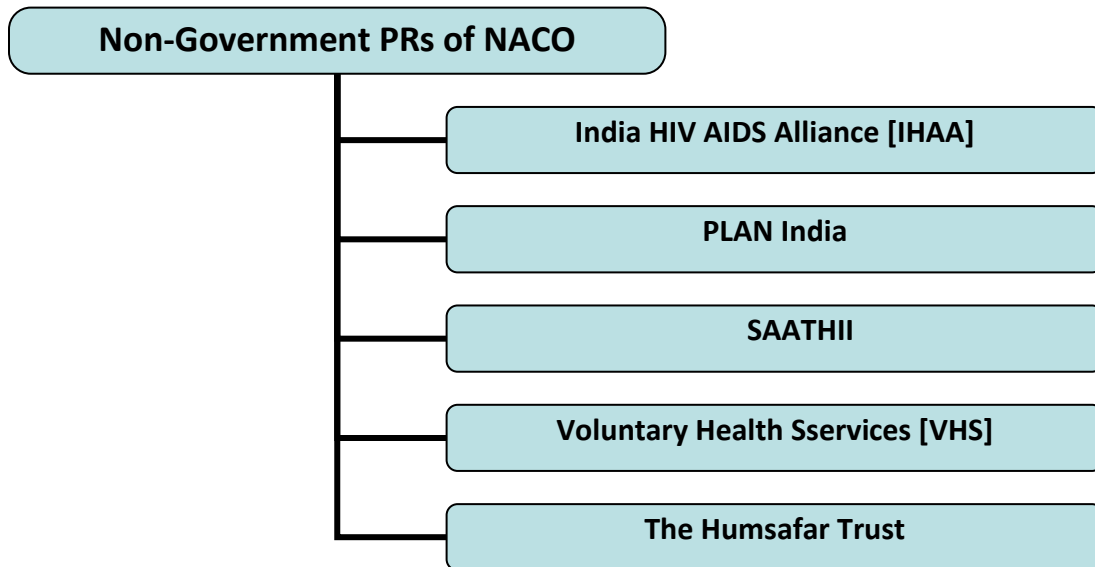 Non-Government PRs of NACO
India HIV AIDS Alliance [IHAA]
PLAN India
SAATHII
Voluntary Health Sservices [VHS]
The Humsafar Trust